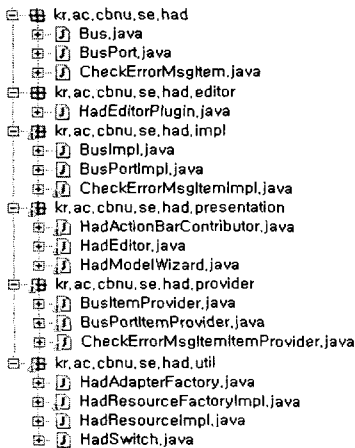 kr.ac.cbnu.se.had
Bus.java
BusPort.java
CheckErrorMsgItem.java
kr.ac.cbnu.se.had.editor
HadEditorPlugin.java
kr.ac.cbnu.se.had.impl
BusImpl.java
BusPortImpl.java
CheckErrorMsgItemImpl.java
kr.ac.cbnu.se.had.presentation
HadActionBarContributor.java
HadEditor.java
HadModelWizard.java
kr.ac.cbnu.se.had.provider
BusItemProvider.java
BusPortItemProvider.java
CheckErrorMsgItemItemProvider.java
kr.ac.cbnu.se.had.util
HadAdapterFactory.java
HadResourceFactoryImpl.java
HadResourceImpl.java
HadSwitch.java